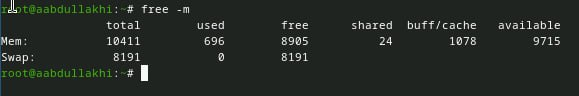 root@aabdullakhi:~# free -m
total used free shared buff/cache available
Mem: 10411 696 8905 24 1078 9715
Swap: 8191 0 8191
root@aabdullakhi:~#